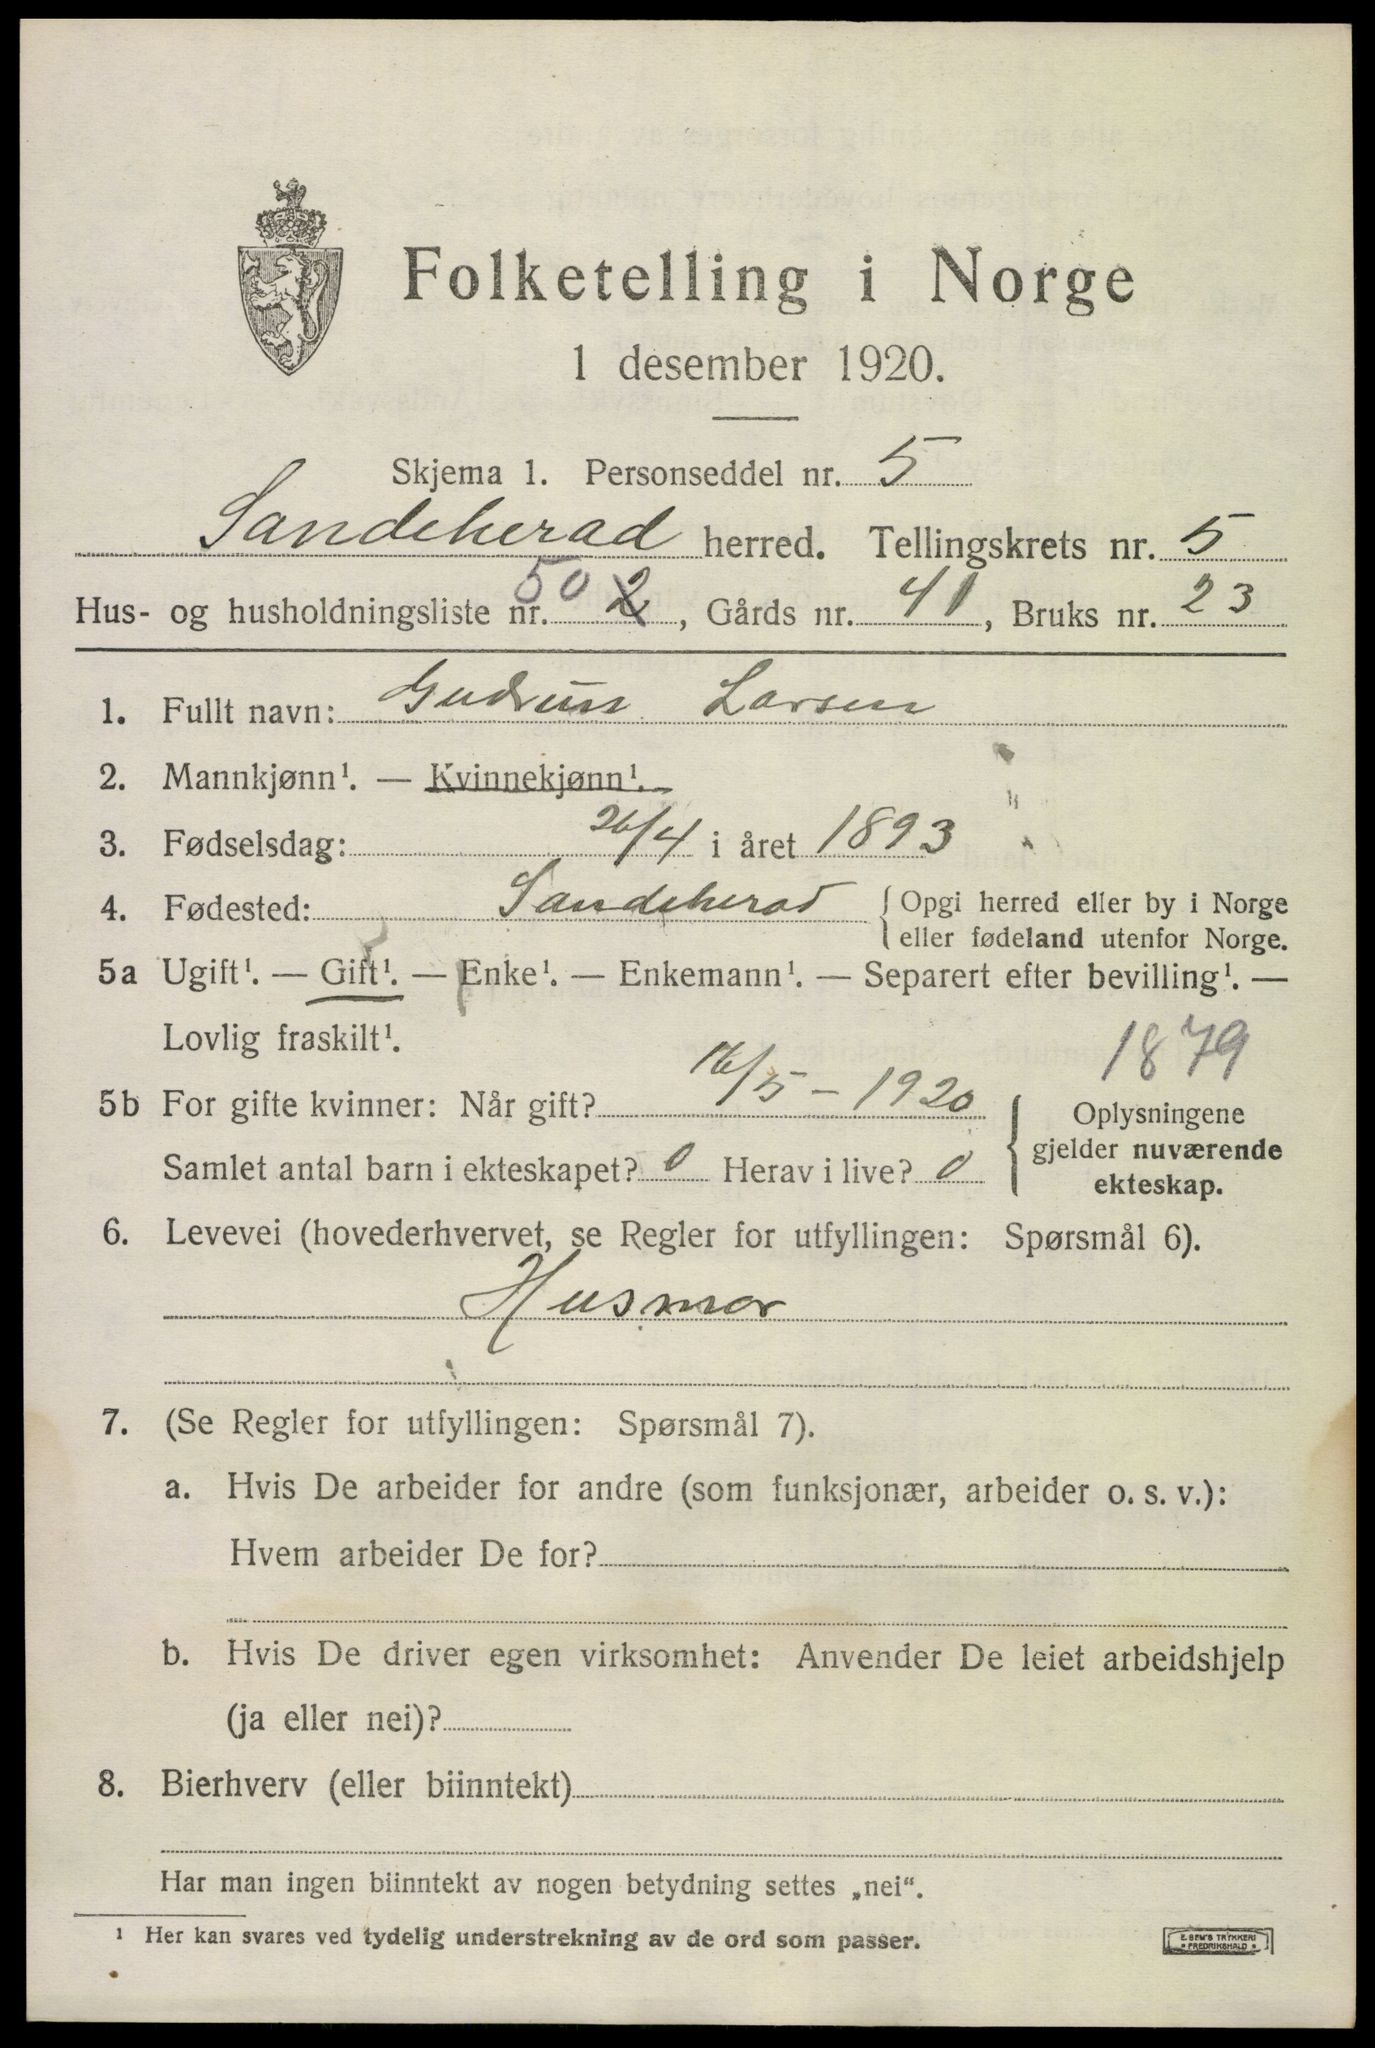 Folketelling i Norge
1 desember 1920.
Skjema 1. Personseddel nr. 5
Sandeherad herred. Tellingskrets nr. 5
Hus- og husholdningsliste nr. 50 2, Gårds nr. 41, Bruks nr. 23
1. Fullt navn: Gudrun Larsen
2. Mannkjønn¹. — Kvinnekjønn¹.
3. Fødselsdag: 26/4 i året 1893
4. Fødested: Sandeherad { Opgi herred eller by i Norge
eller fødeland utenfor Norge.
5a Ugift¹. — Gift¹. — Enke¹. — Enkemann¹. — Separert efter bevilling¹. —
Lovlig fraskilt¹.
1879
5b For gifte kvinner: Når gift? 16/5 – 1920
Samlet antal barn i ekteskapet? 0 Herav i live? 0
{ Oplysningene
gjelder nuværende
ekteskap.
6. Levevei (hovederhvervet, se Regler for utfyllingen: Spørsmål 6).
Husmor
7. (Se Regler for utfyllingen: Spørsmål 7).
a. Hvis De arbeider for andre (som funksjonær, arbeider o. s. v.):
Hvem arbeider De for?
b. Hvis De driver egen virksomhet: Anvender De leiet arbeidshjelp
(ja eller nei)?
8. Bierhverv (eller biinntekt)
Har man ingen biinntekt av nogen betydning settes „nei“.
¹ Her kan svares ved tydelig understrekning av de ord som passer.
E. SEM'S TRYKKERI
FREDRIKSHALD